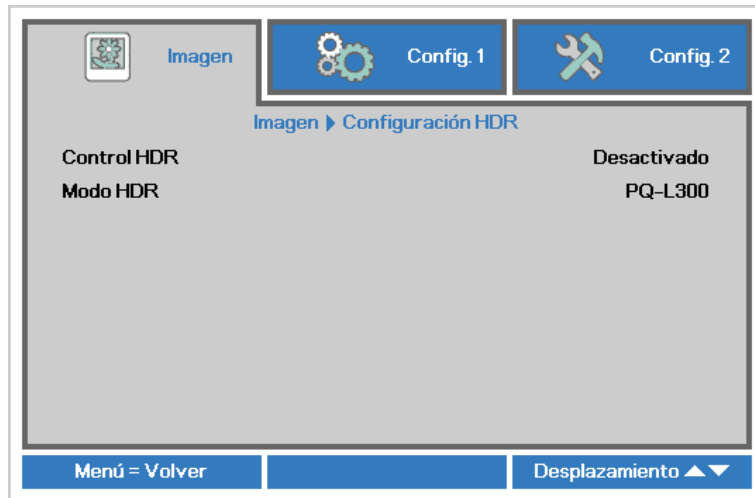 Imagen
Config. 1
Config. 2
Imagen ▶ Configuración HDR
Control HDR Desactivado
Modo HDR PQ-L300
Menú = Volver
Desplazamiento ▲▼